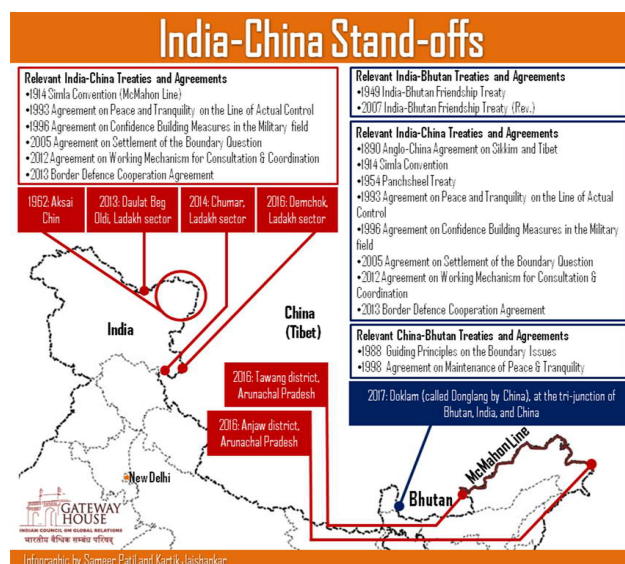 India-China Stand-offs
Relevant India-China Treaties and Agreements
•1914 Simla Convention (McMahon Line)
•1993 Agreement on Peace and Tranquility on the Line of Actual Control
•1996 Agreement on Confidence Building Measures in the Military field
•2005 Agreement on Settlement of the Boundary Question
•2012 Agreement on Working Mechanism for Consultation & Coordination
•2013 Border Defence Cooperation Agreement
Relevant India-Bhutan Treaties and Agreements
•1949 India-Bhutan Friendship Treaty
•2007 India-Bhutan Friendship Treaty (Rev.)
Relevant India-China Treaties and Agreements
•1890 Anglo-China Agreement on Sikkim and Tibet
•1914 Simla Convention
•1954 Panchsheel Treaty
•1993 Agreement on Peace and Tranquility on the Line of Actual
Control
•1996 Agreement on Confidence Building Measures in the Military
field
•2005 Agreement on Settlement of the Boundary Question
•2012 Agreement on Working Mechanism for Consultation &
Coordination
•2013 Border Defence Cooperation Agreement
Relevant China-Bhutan Treaties and Agreements
•1988 Guiding Principles on the Boundary Issues
•1998 Agreement on Maintenance of Peace & Tranquility
1962: Aksai
Chin
2013: Daulat Beg
Oldi, Ladakh sector
2014: Chumar,
Ladakh sector
2016: Demchok,
Ladakh sector
India
China
(Tibet)
2016: Tawang district,
Arunachal Pradesh
2016: Anjaw district,
Arunachal Pradesh
2017: Doklam (called Donglang by China), at the tri-junction of
Bhutan, India, and China
McMahon Line
Bhutan
New Delhi
GATEWAY
HOUSE
INDIAN COUNCIL ON GLOBAL RELATIONS
भारतीय वैश्विक सम्बंध परिषद्
Infographic by Sameer Patil and Kartik Jaishankar